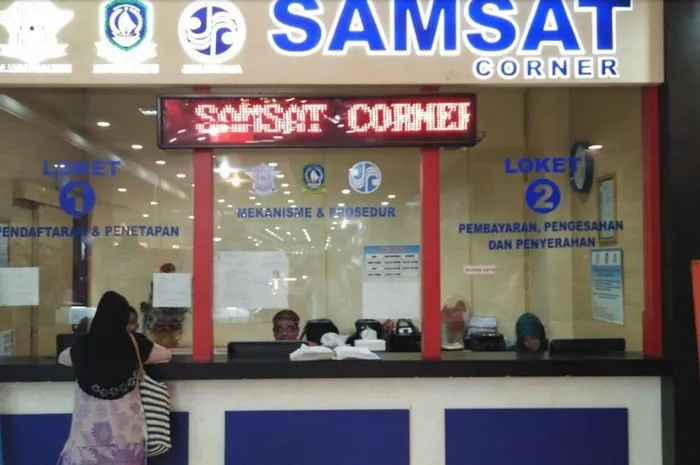 SAMSAT
CORNER
SAMSAT CORNER
LOKET
1
PENDAFTARAN & PENETAPAN
MEKANISME & PROSEDUR
LOKET
2
PEMBAYARAN, PENGESAHAN
DAN PENYERAHAN